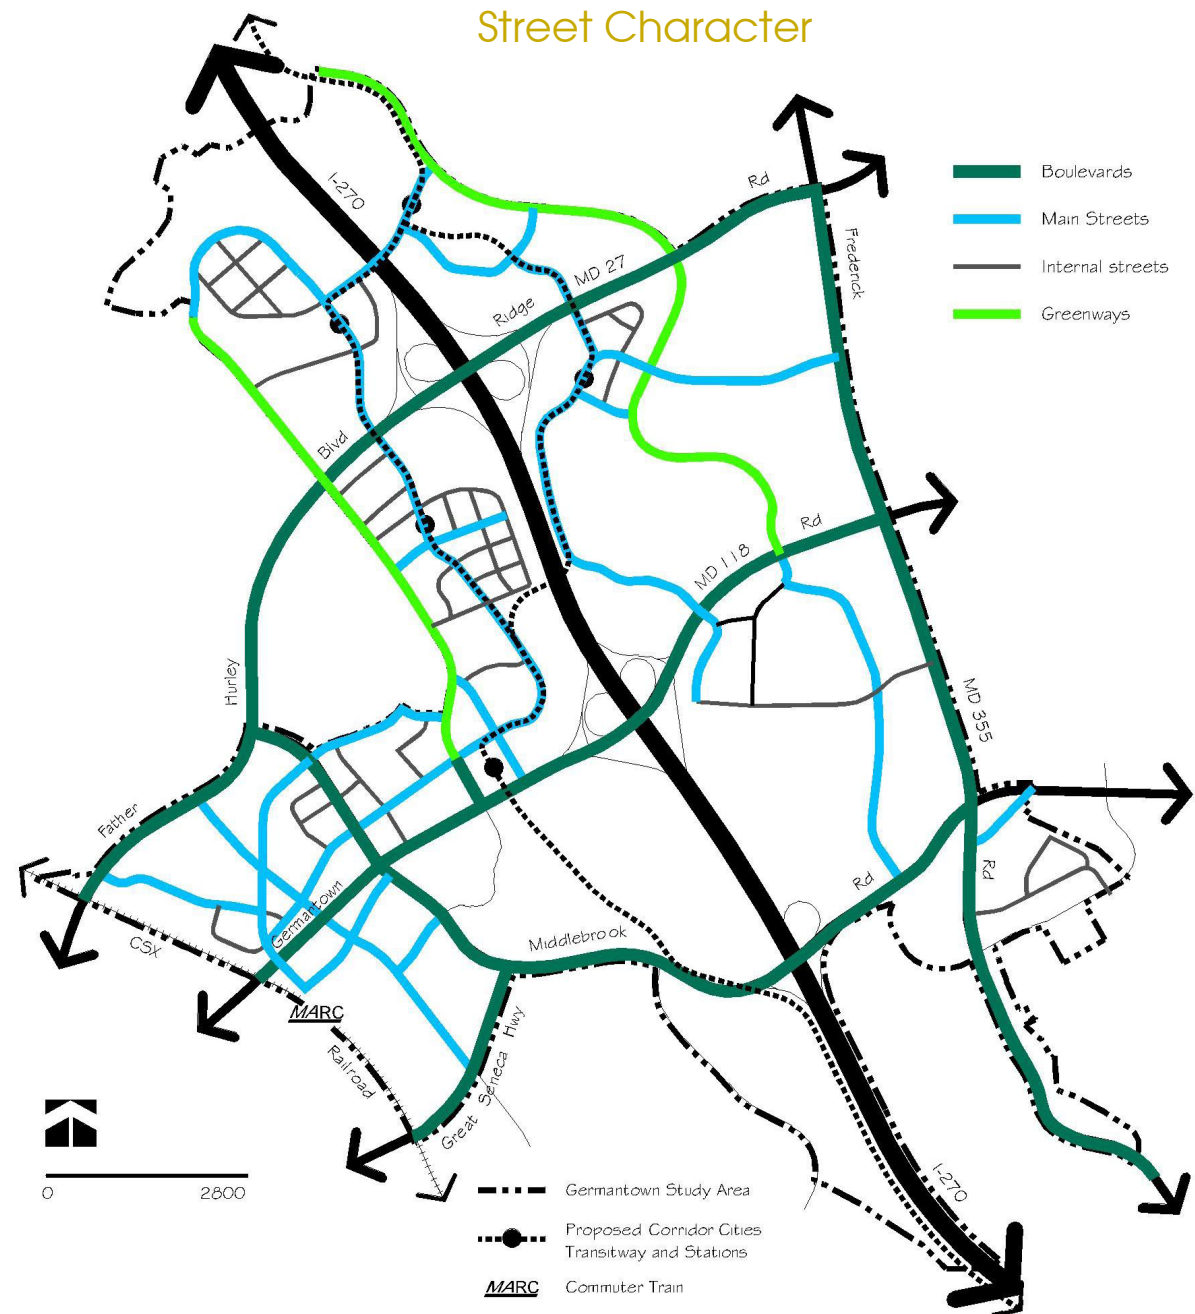 Street Character
I-270
Rd
Boulevards
Main Streets
Internal streets
Greenways
Frederick
MD 27
Ridge
Blvd
Rd
MD 118
Hurley
MD 355
Father
Rd
Rd
Germantown
Middlebrook
CSX
MARC
Hwy
Seneca
Great
Railroad
I-270
0 2800
Germantown Study Area
Proposed Corridor Cities
Transitway and Stations
MARC Commuter Train